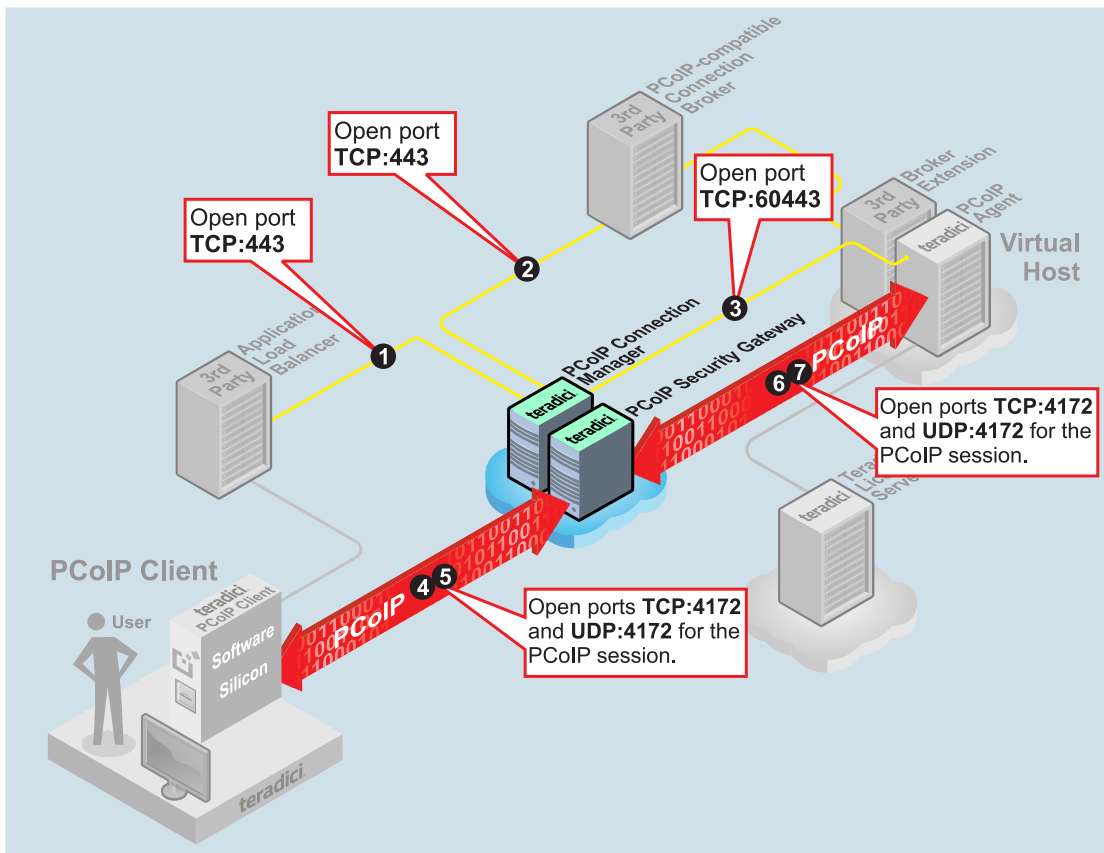 3rd
Party
PCoIP-compatible
Connection
Broker
Open port
TCP:443
Open port
TCP:60443
Open port
TCP:443
3rd
Party
Broker
Extension
teradici
PCoIP
Agent
Virtual
Host
2
3
1
3rd
Party
Application
Load
Balancer
teradici
PCoIP Connection
Manager
teradici
PCoIP Security Gateway
PCoIP
6 7
Open ports TCP:4172
and UDP:4172 for the
PCoIP session.
teradici
PCoIP
4 5
Open ports TCP:4172
and UDP:4172 for the
PCoIP session.
PCoIP Client
User
teradici
PCoIP Client
Software
Silicon
teradici